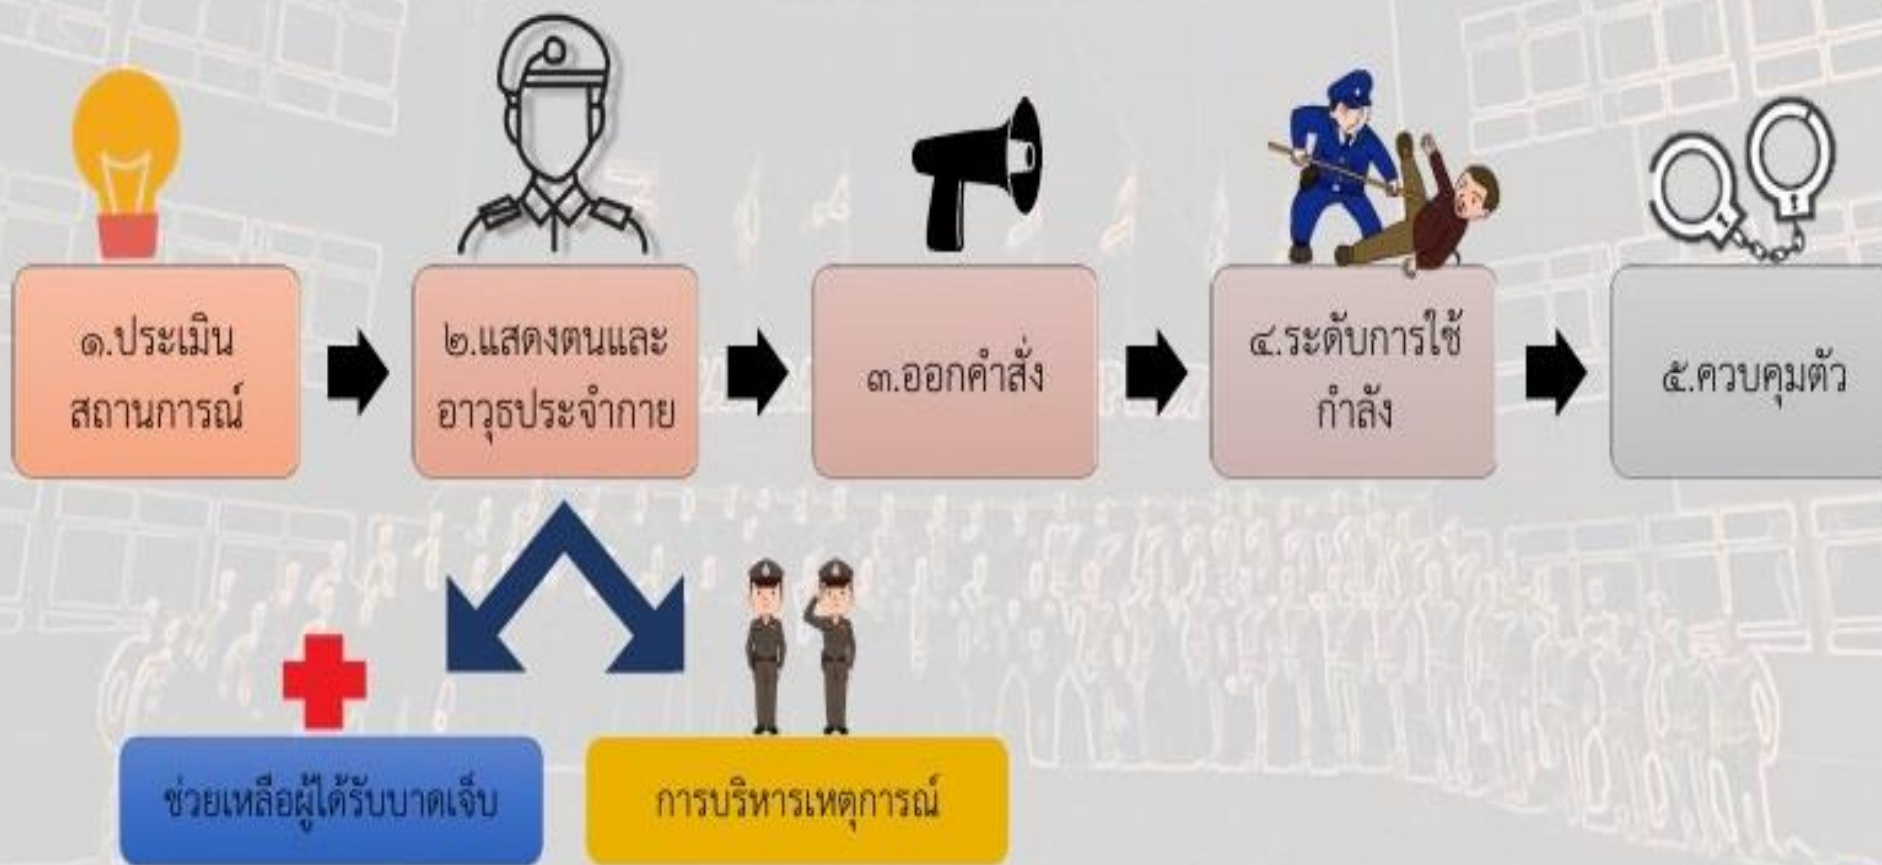 ๑.ประเมิน
สถานการณ์
๒.แสดงตนและ
อาวุธประจำกาย
๓.ออกคำสั่ง
๔.ระดับการใช้
กำลัง
๕.ควบคุมตัว
ช่วยเหลือผู้ได้รับบาดเจ็บ
การบริหารเหตุการณ์